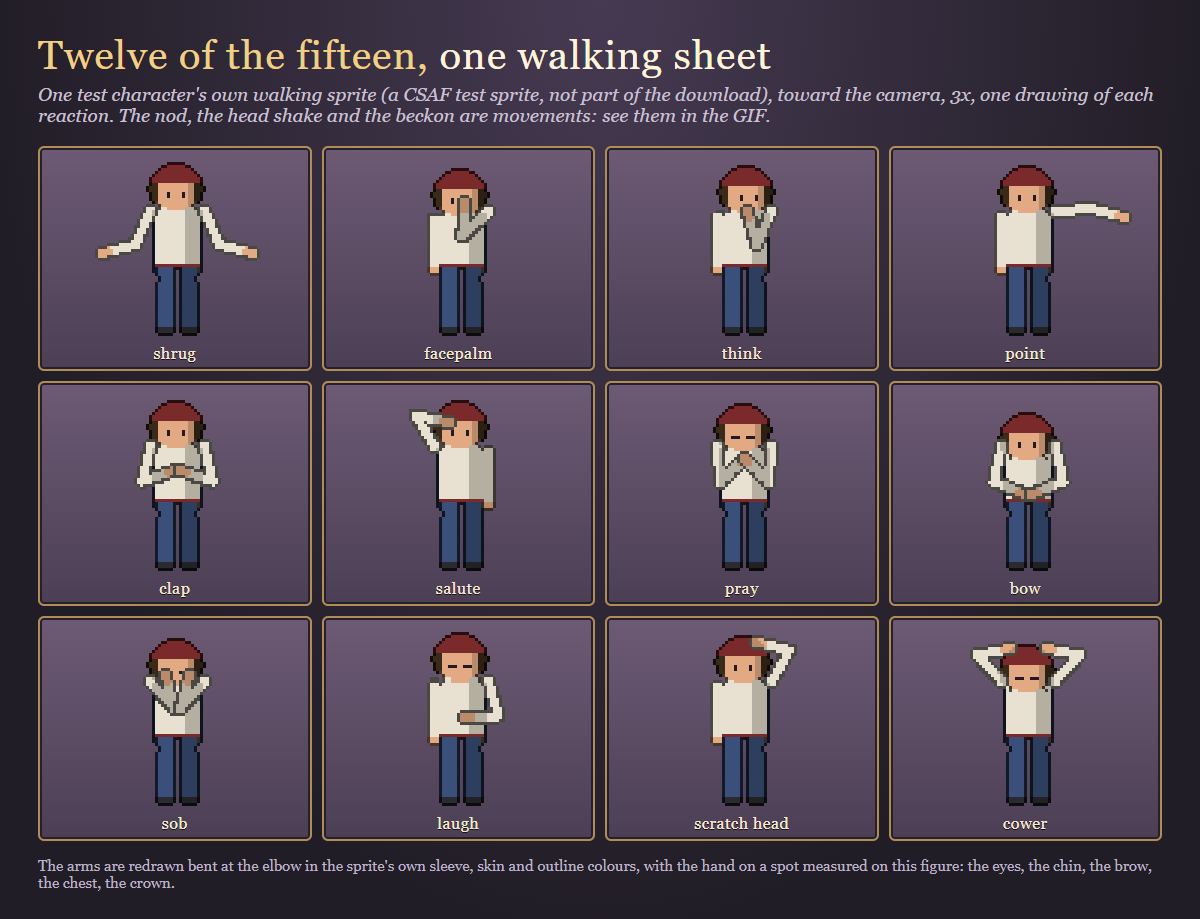 Twelve of the fifteen, one walking sheet
One test character's own walking sprite (a CSAF test sprite, not part of the download), toward the camera, 3x, one drawing of each
reaction. The nod, the head shake and the beckon are movements: see them in the GIF.
shrug
facepalm
think
point
clap
salute
pray
bow
sob
laugh
scratch head
cower
The arms are redrawn bent at the elbow in the sprite's own sleeve, skin and outline colours, with the hand on a spot measured on this figure: the eyes, the chin, the brow,
the chest, the crown.